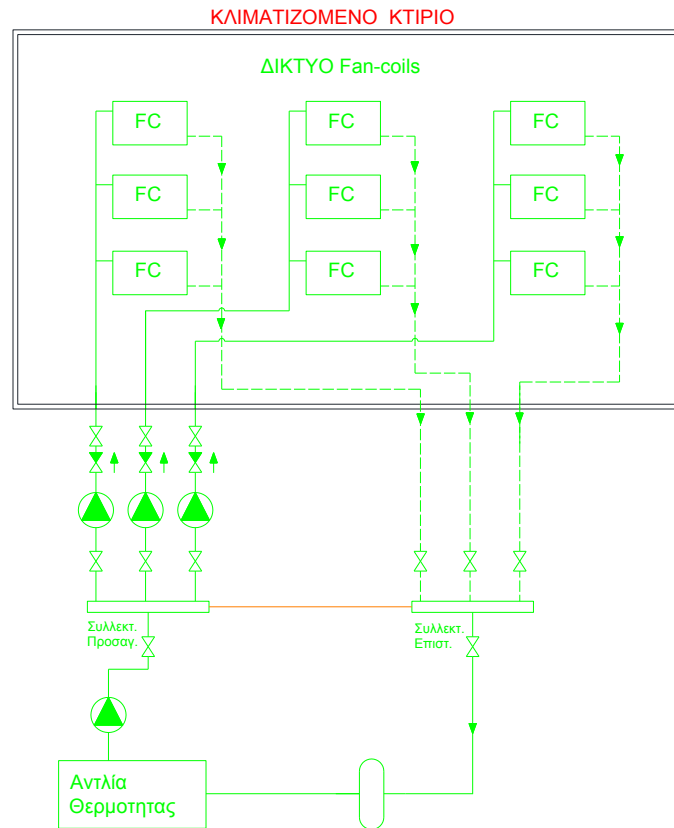 ΚΛΙΜΑΤΙΖΟΜΕΝΟ ΚΤΙΡΙΟ
ΔΙΚΤΥΟ Fan-coils
FC FC FC
FC FC FC
FC FC FC
Συλλεκτ.
Προσαγ.
Συλλεκτ.
Επιστ.
Αντλία
Θερμοτητας